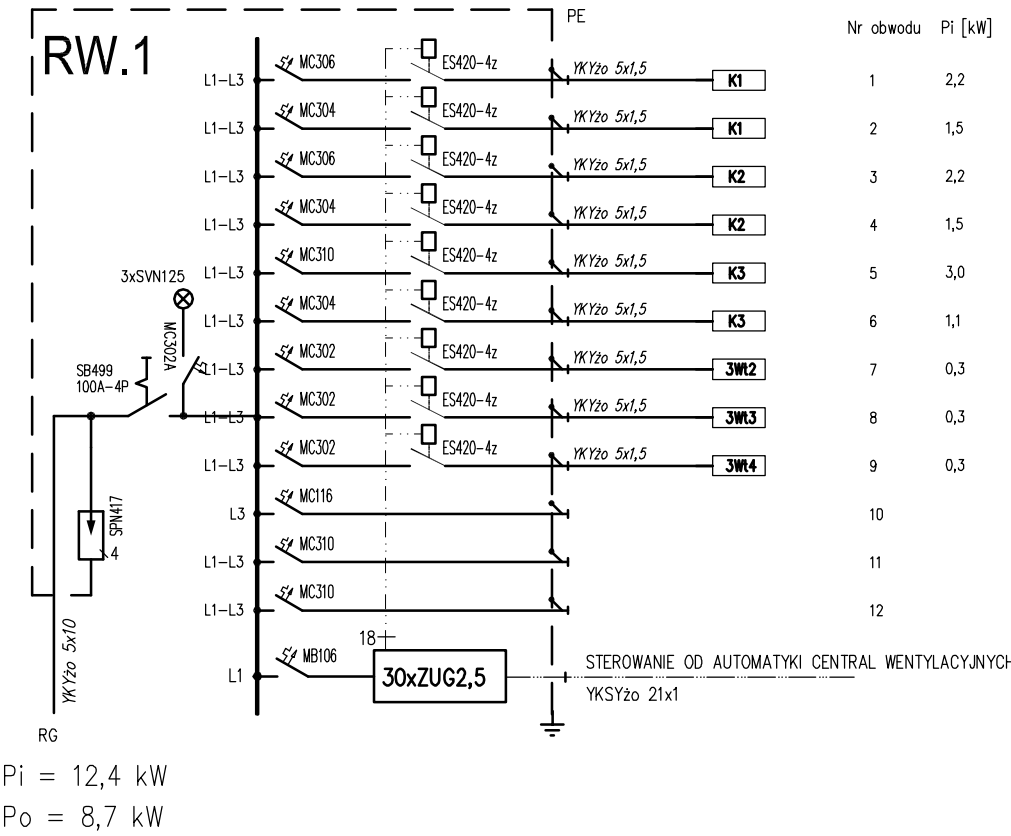 PE
Nr obwodu Pi [kW]
RW.1
L1-L3 MC306 ES420-4z YKYżo 5x1,5 K1 1 2,2
L1-L3 MC304 ES420-4z YKYżo 5x1,5 K1 2 1,5
L1-L3 MC306 ES420-4z YKYżo 5x1,5 K2 3 2,2
L1-L3 MC304 ES420-4z YKYżo 5x1,5 K2 4 1,5
L1-L3 MC310 ES420-4z YKYżo 5x1,5 K3 5 3,0
L1-L3 MC304 ES420-4z YKYżo 5x1,5 K3 6 1,1
L1-L3 MC302 ES420-4z YKYżo 5x1,5 3Wt2 7 0,3
L1-L3 MC302 ES420-4z YKYżo 5x1,5 3Wt3 8 0,3
L1-L3 MC302 ES420-4z YKYżo 5x1,5 3Wt4 9 0,3
L3 MC116 10
L1-L3 MC310 11
L1-L3 MC310 12
3xSVN125
MC302A
SB499
100A-4P
SPN417
4
18
L1 MB106 30xZUG2,5
STEROWANIE OD AUTOMATYKI CENTRAL WENTYLACYJNYCH
YKSYżo 21x1
YKYżo 5x10
RG
Pi = 12,4 kW
Po = 8,7 kW